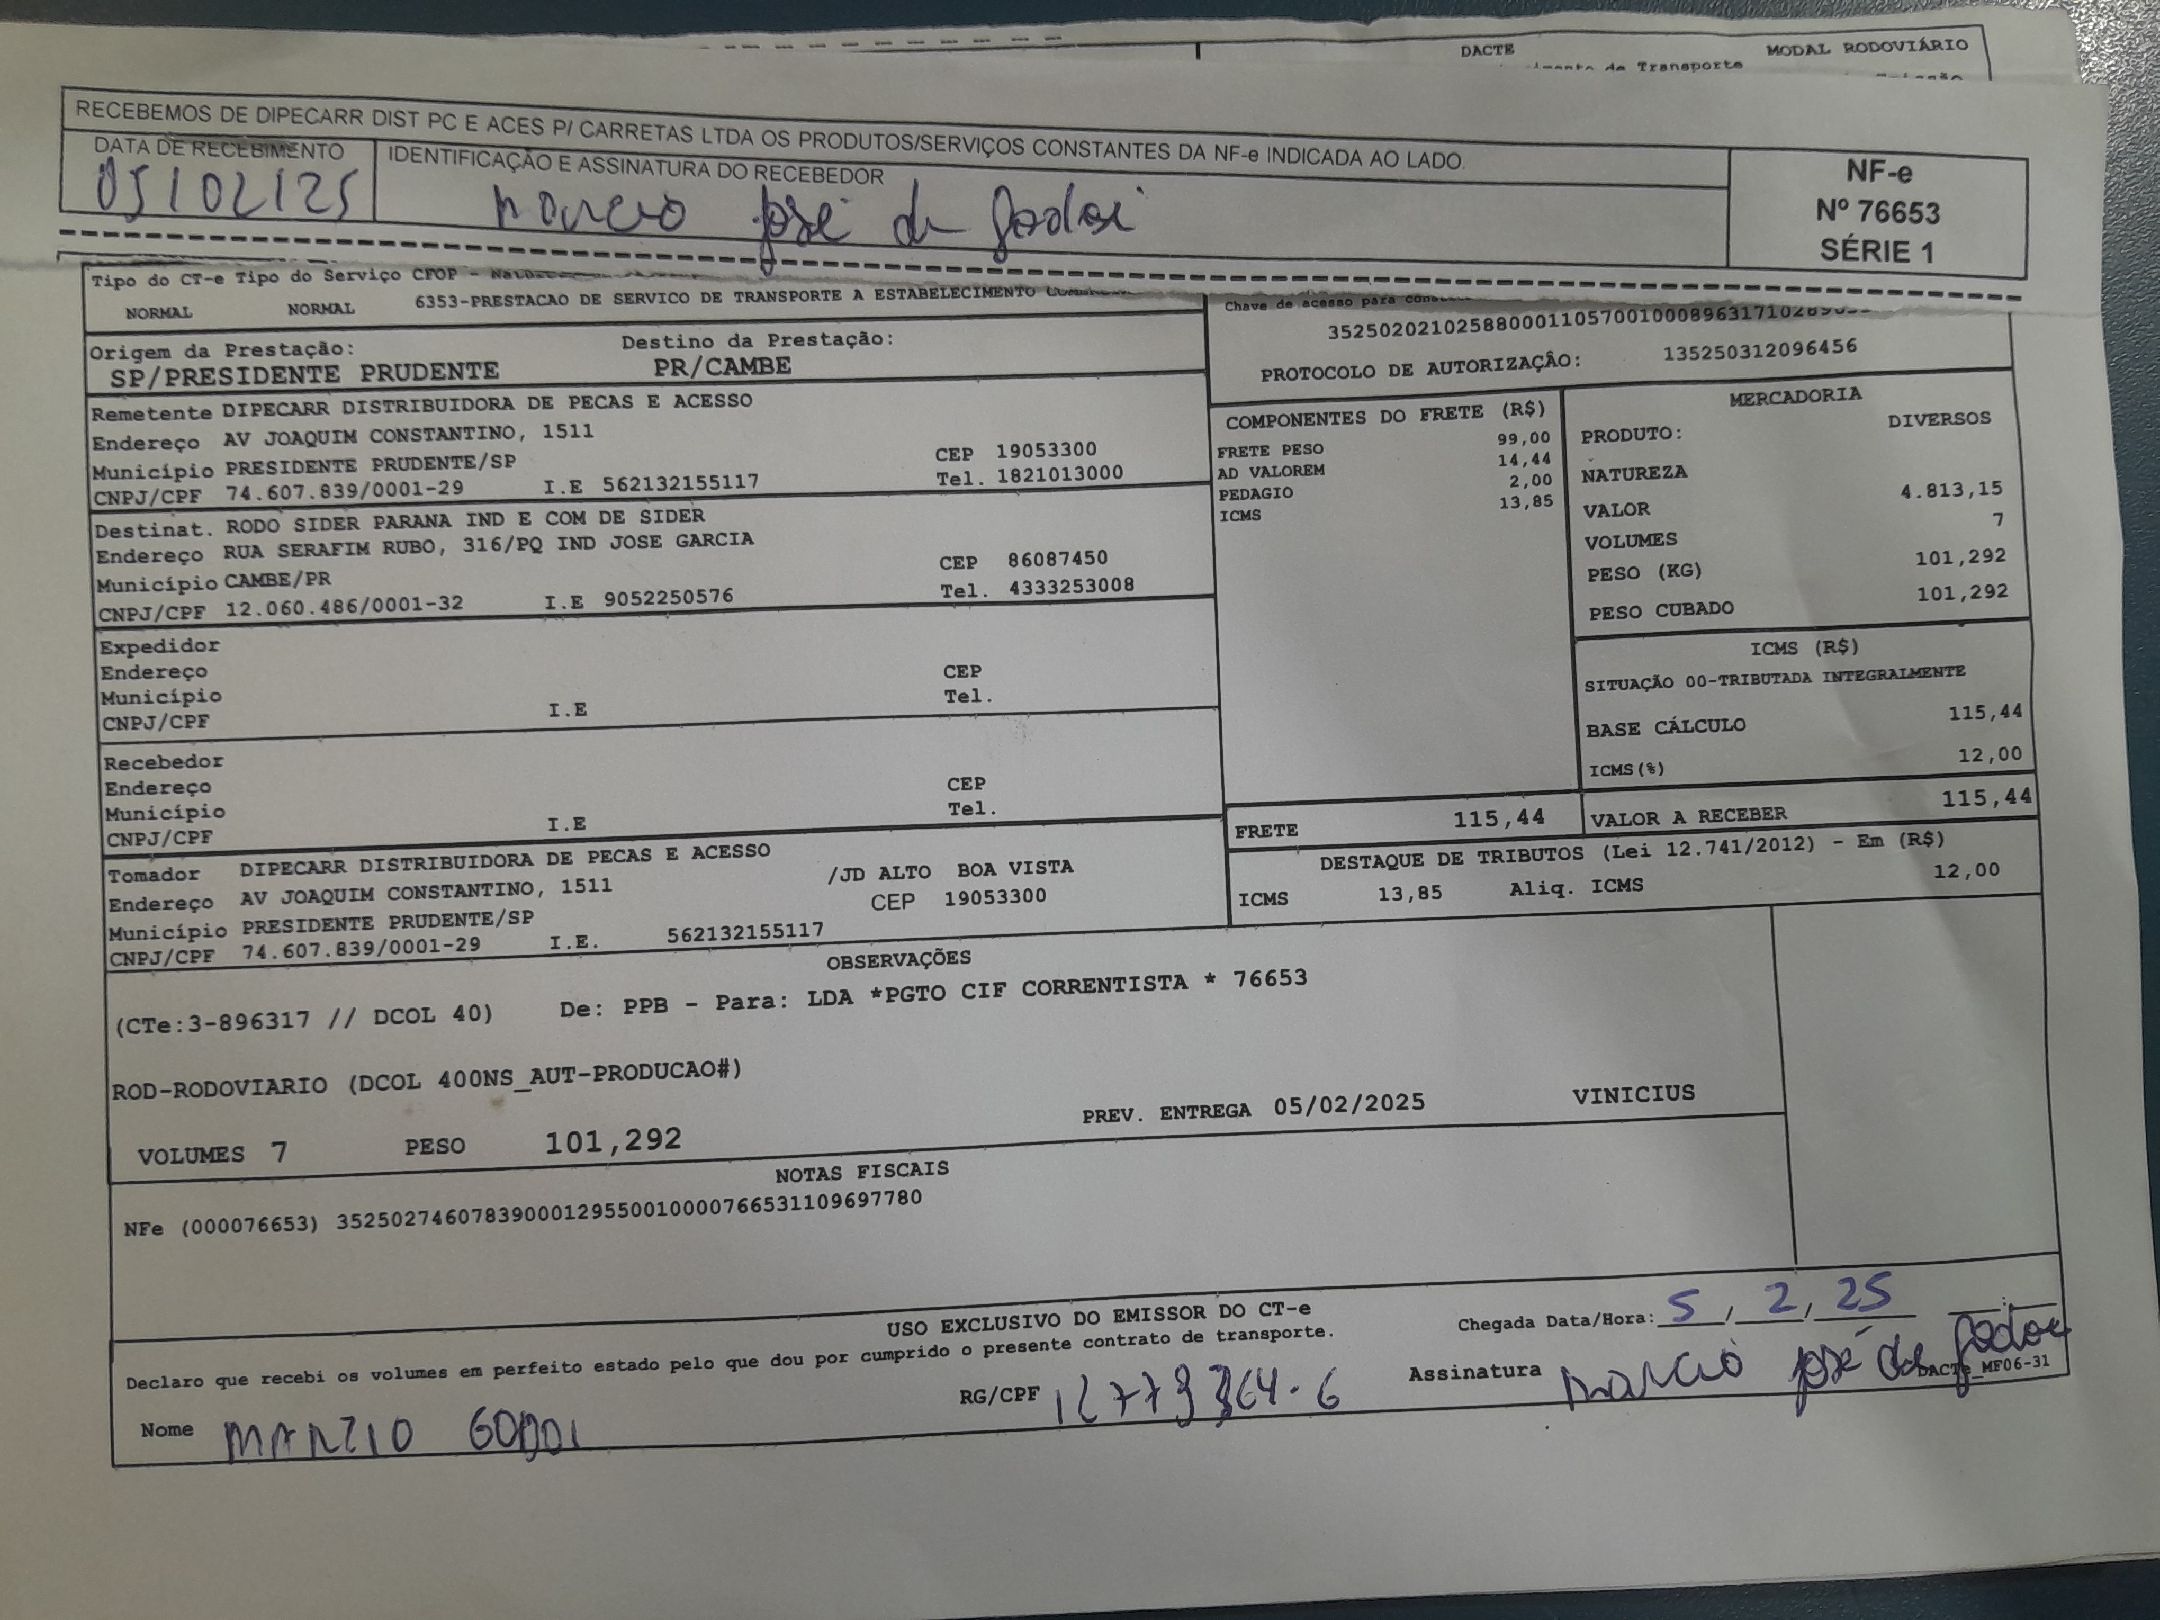 DACTE MODAL RODOVIÁRIO
de Transporte
RECEBEMOS DE DIPECARR DIST PC E ACES P/ CARRETAS LTDA OS PRODUTOS/SERVIÇOS CONSTANTES DA NF-e INDICADA AO LADO.
DATA DE RECEBIMENTO
05/02/25
IDENTIFICAÇÃO E ASSINATURA DO RECEBEDOR
Marcio José de Godoi
NF-e
Nº 76653
SÉRIE 1
Tipo do CT-e Tipo do Serviço CFOP -
NORMAL NORMAL 6353-PRESTACAO DE SERVICO DE TRANSPORTE A ESTABELECIMENTO
Origem da Prestação: Destino da Prestação:
SP/PRESIDENTE PRUDENTE PR/CAMBE
Chave de acesso para
PROTOCOLO DE AUTORIZAÇÂO: 135250312096456
Remetente DIPECARR DISTRIBUIDORA DE PECAS E ACESSO
Endereço AV JOAQUIM CONSTANTINO, 1511
Município PRESIDENTE PRUDENTE/SP CEP 19053300
CNPJ/CPF 74.607.839/0001-29 I.E 562132155117 Tel. 1821013000
Destinat. RODO SIDER PARANA IND E COM DE SIDER
Endereço RUA SERAFIM RUBO, 316/PQ IND JOSE GARCIA
Município CAMBE/PR CEP 86087450
CNPJ/CPF 12.060.486/0001-32 I.E 9052250576 Tel. 4333253008
Expedidor
Endereço CEP
Município Tel.
CNPJ/CPF I.E
Recebedor
Endereço CEP
Município Tel.
CNPJ/CPF I.E
Tomador DIPECARR DISTRIBUIDORA DE PECAS E ACESSO
Endereço AV JOAQUIM CONSTANTINO, 1511 /JD ALTO BOA VISTA
Município PRESIDENTE PRUDENTE/SP CEP 19053300
CNPJ/CPF 74.607.839/0001-29 I.E. 562132155117
COMPONENTES DO FRETE (R$)
FRETE PESO 99,00
AD VALOREM 14,44
PEDAGIO 2,00
ICMS 13,85
MERCADORIA
PRODUTO: DIVERSOS
NATUREZA
VALOR 4.813,15
VOLUMES 7
PESO (KG) 101,292
PESO CUBADO 101,292
ICMS (R$)
SITUAÇÃO 00-TRIBUTADA INTEGRALMENTE
BASE CÁLCULO 115,44
ICMS(%) 12,00
FRETE 115,44 VALOR A RECEBER 115,44
DESTAQUE DE TRIBUTOS (Lei 12.741/2012) - Em (R$)
ICMS 13,85 Aliq. ICMS 12,00
OBSERVAÇÕES
(CTe:3-896317 // DCOL 40) De: PPB - Para: LDA *PGTO CIF CORRENTISTA * 76653
ROD-RODOVIARIO (DCOL 400NS_AUT-PRODUCAO#)
PREV. ENTREGA 05/02/2025 VINICIUS
VOLUMES 7 PESO 101,292
NOTAS FISCAIS
NFe (000076653) 35250274607839000129550010000766531109697780
USO EXCLUSIVO DO EMISSOR DO CT-e
Declaro que recebi os volumes em perfeito estado pelo que dou por cumprido o presente contrato de transporte.
Chegada Data/Hora: 5/2/25 :
Nome MARZIO GODOI RG/CPF Assinatura Marcio José de Godoi
DACTe_MF06-31